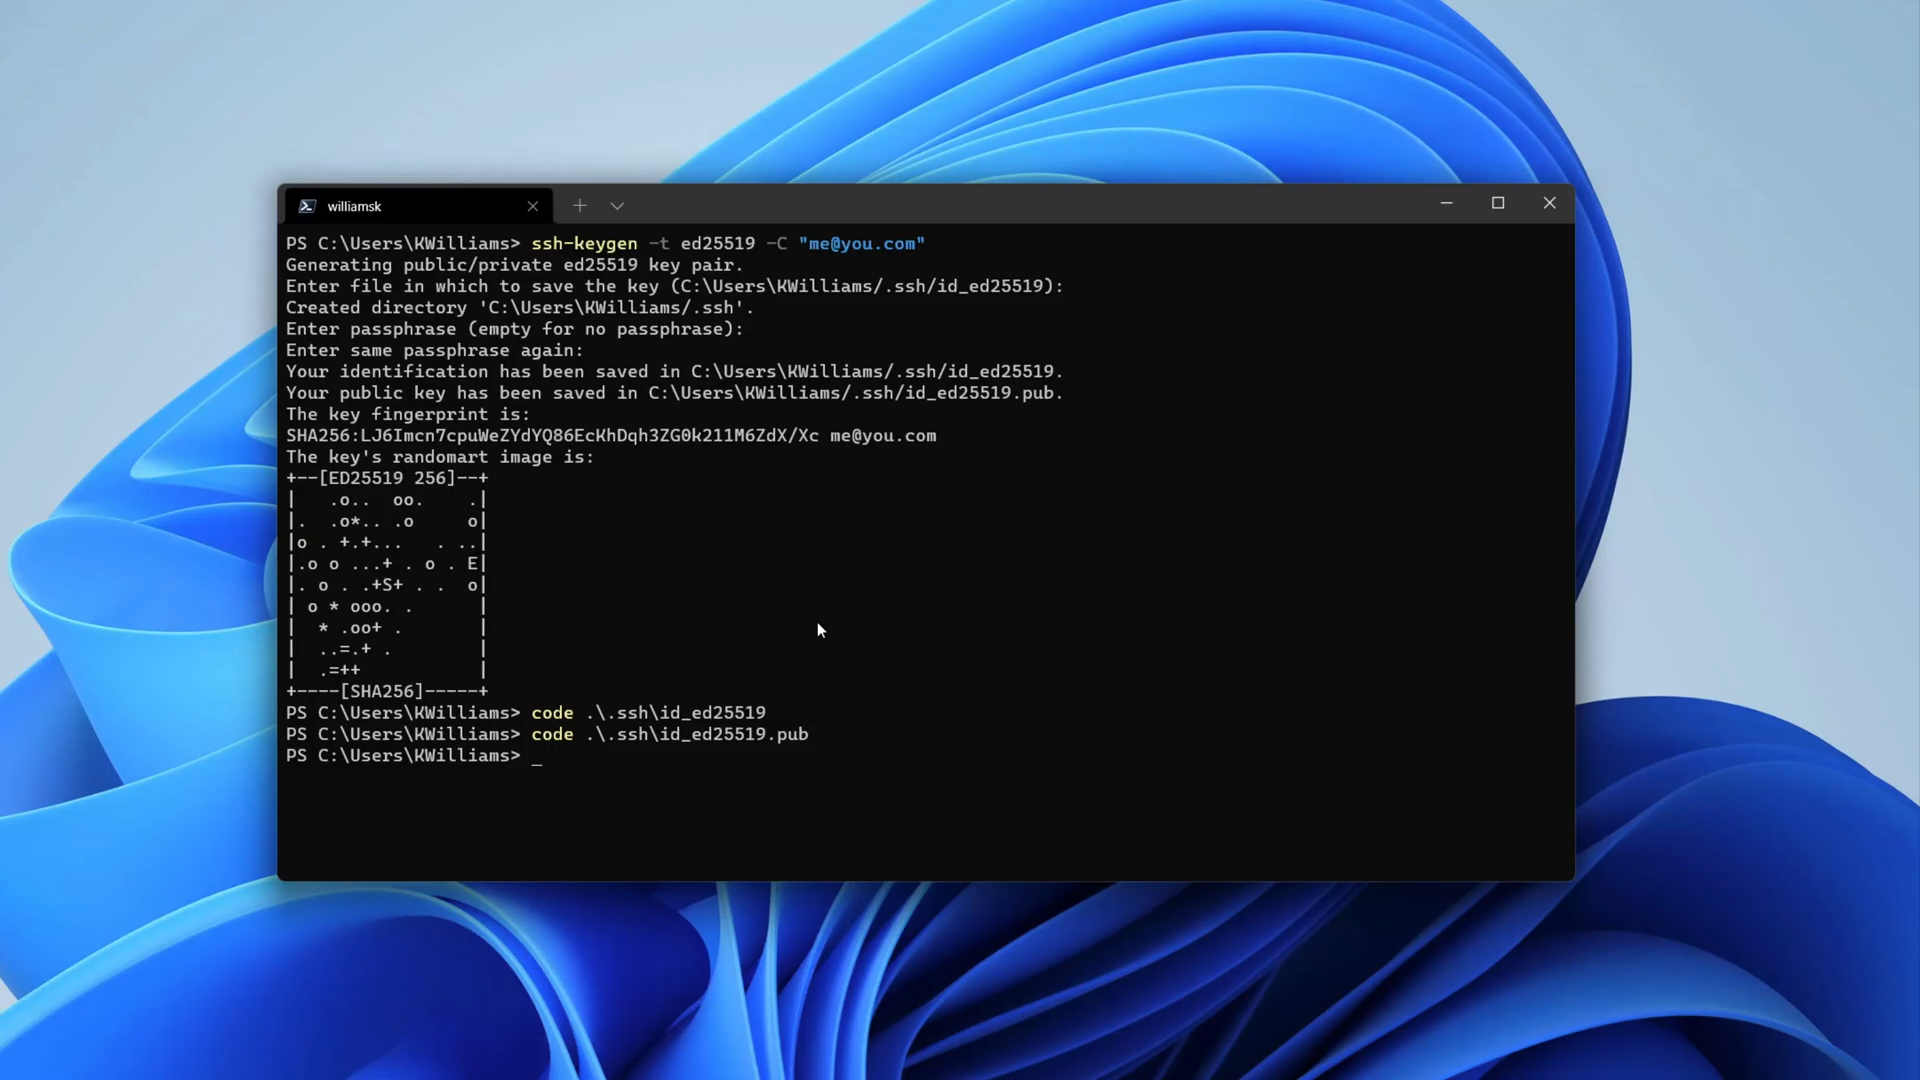 williamsk
PS C:\Users\KWilliams> ssh-keygen -t ed25519 -C "me@you.com"
Generating public/private ed25519 key pair.
Enter file in which to save the key (C:\Users\KWilliams/.ssh/id_ed25519):
Created directory 'C:\Users\KWilliams/.ssh'.
Enter passphrase (empty for no passphrase):
Enter same passphrase again:
Your identification has been saved in C:\Users\KWilliams/.ssh/id_ed25519.
Your public key has been saved in C:\Users\KWilliams/.ssh/id_ed25519.pub.
The key fingerprint is:
SHA256:LJ6Imcn7cpuWeZYdYQ86EcKhDqh3ZG0k211M6ZdX/Xc me@you.com
The key's randomart image is:
+--[ED25519 256]--+
|   .o..  oo.    .|
|.  .o*.. .o     o|
|o . +.+...   . ..|
|.o o ...+ . o . E|
|. o . .+S+ . .  o|
| o * ooo. .      |
|  * .oo+ .       |
|  ..=.+ .        |
|  .=++           |
+----[SHA256]-----+
PS C:\Users\KWilliams> code .\.ssh\id_ed25519
PS C:\Users\KWilliams> code .\.ssh\id_ed25519.pub
PS C:\Users\KWilliams> _